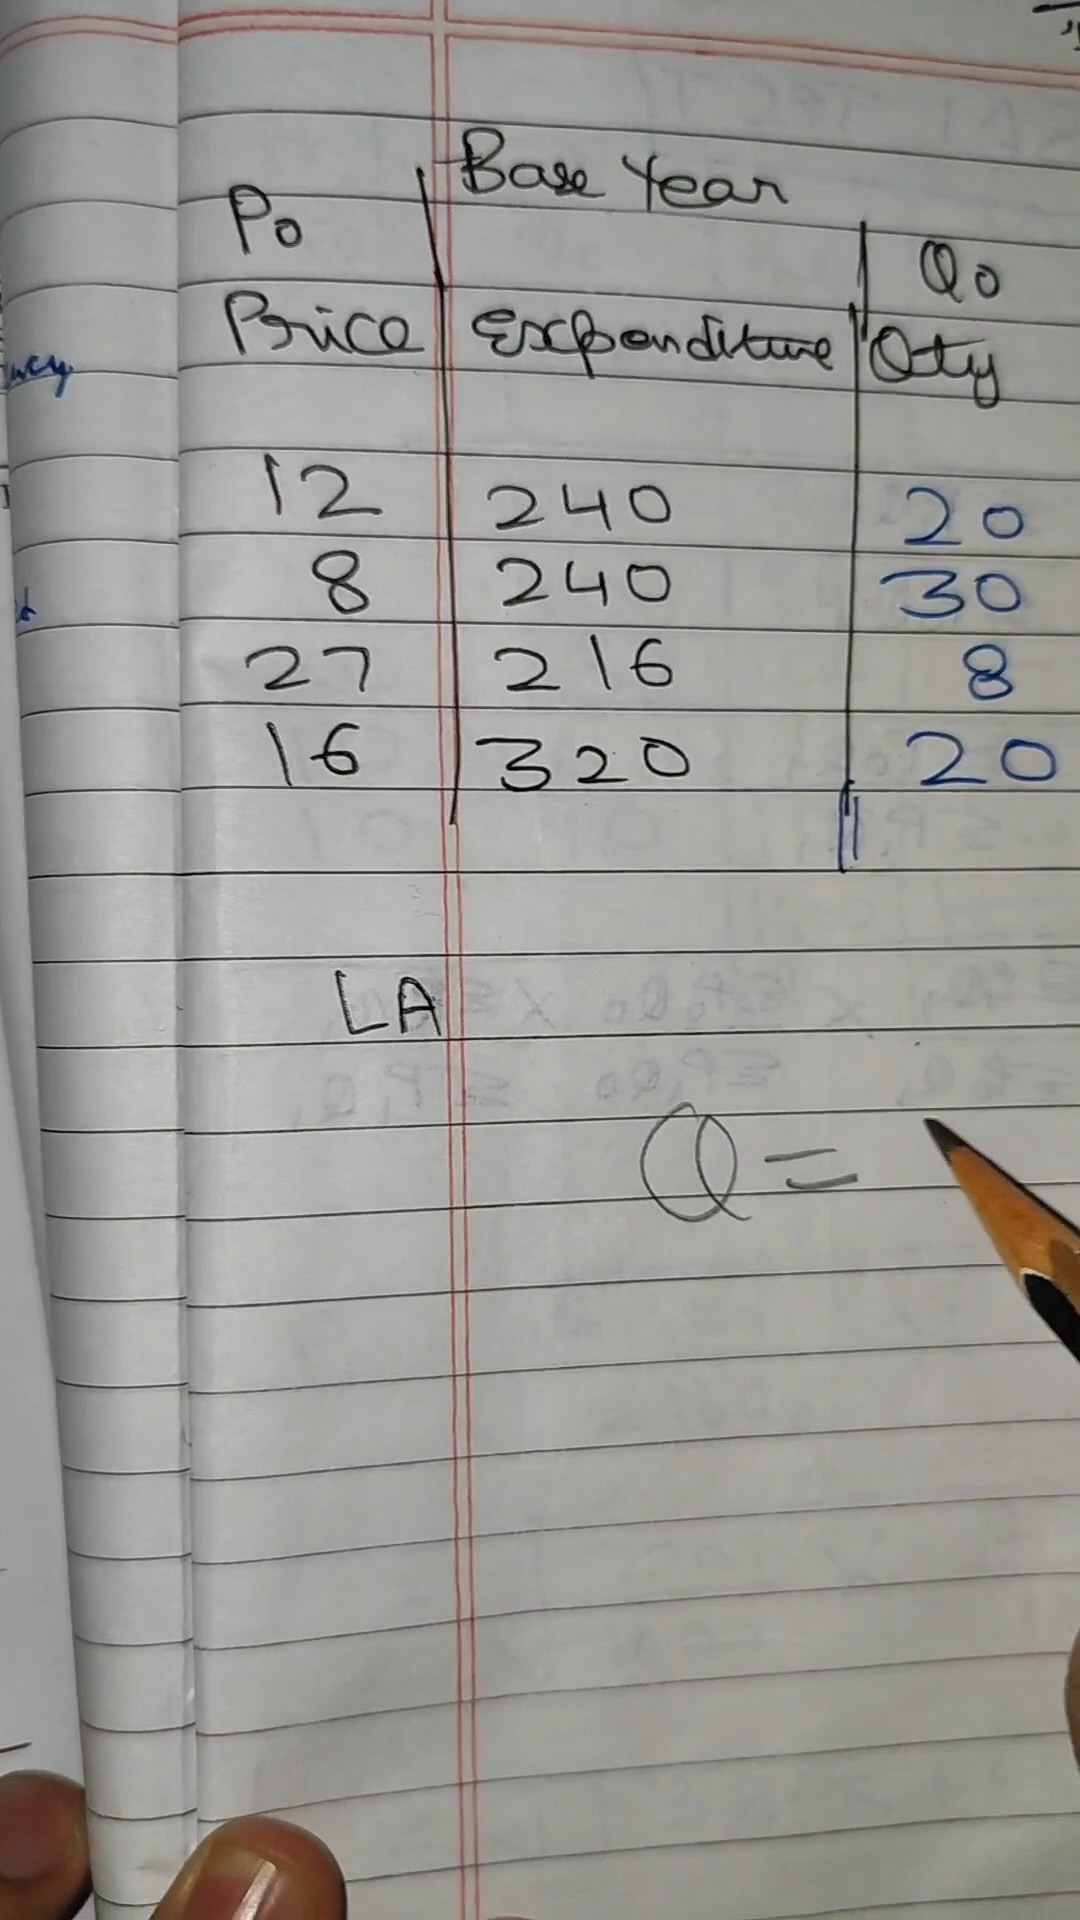 Base Year
Po Qo
Price Expenditure Qty
12 240 20
8 240 30
27 216 8
16 320 20
LA
Q =